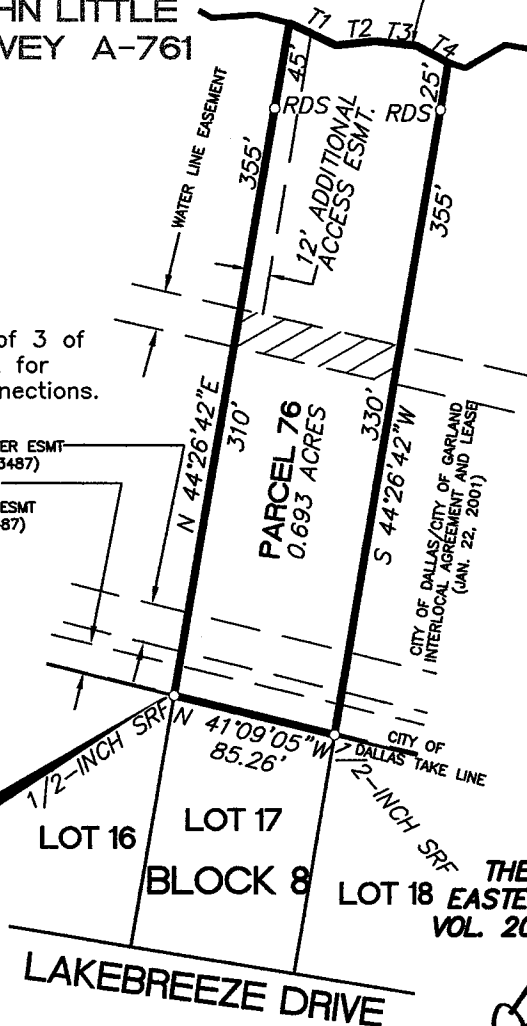 HN LITTLE
VEY A-761
T1
T2
T3
T4
45'
25'
RDS
RDS
WATER LINE EASEMENT
355'
355'
12' ADDITIONAL
ACCESS ESMT.
of 3 of
for
nections.
ER ESMT
3487)
ESMT
87)
N 44°26'42"E
310'
PARCEL 76
0.693 ACRES
330'
S 44°26'42"W
CITY OF DALLAS/CITY OF GARLAND
INTERLOCAL AGREEMENT AND LEASE
(JAN. 22, 2001)
N 41°09'05"W
85.26'
CITY OF
DALLAS TAKE LINE
1/2-INCH SRF
1/2-INCH SRF
LOT 16
LOT 17
BLOCK 8
LOT 18
THE
EASTE
VOL. 20
LAKEBREEZE DRIVE